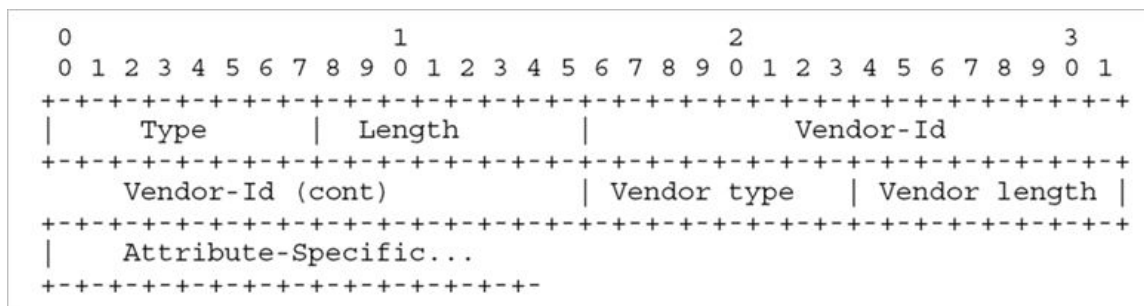 0                   1                   2                   3
 0 1 2 3 4 5 6 7 8 9 0 1 2 3 4 5 6 7 8 9 0 1 2 3 4 5 6 7 8 9 0 1
+-+-+-+-+-+-+-+-+-+-+-+-+-+-+-+-+-+-+-+-+-+-+-+-+-+-+-+-+-+-+-+-+
|     Type      |  Length       |            Vendor-Id
+-+-+-+-+-+-+-+-+-+-+-+-+-+-+-+-+-+-+-+-+-+-+-+-+-+-+-+-+-+-+-+-+
     Vendor-Id (cont)           | Vendor type   | Vendor length |
+-+-+-+-+-+-+-+-+-+-+-+-+-+-+-+-+-+-+-+-+-+-+-+-+-+-+-+-+-+-+-+-+
|    Attribute-Specific...
+-+-+-+-+-+-+-+-+-+-+-+-+-+-+-